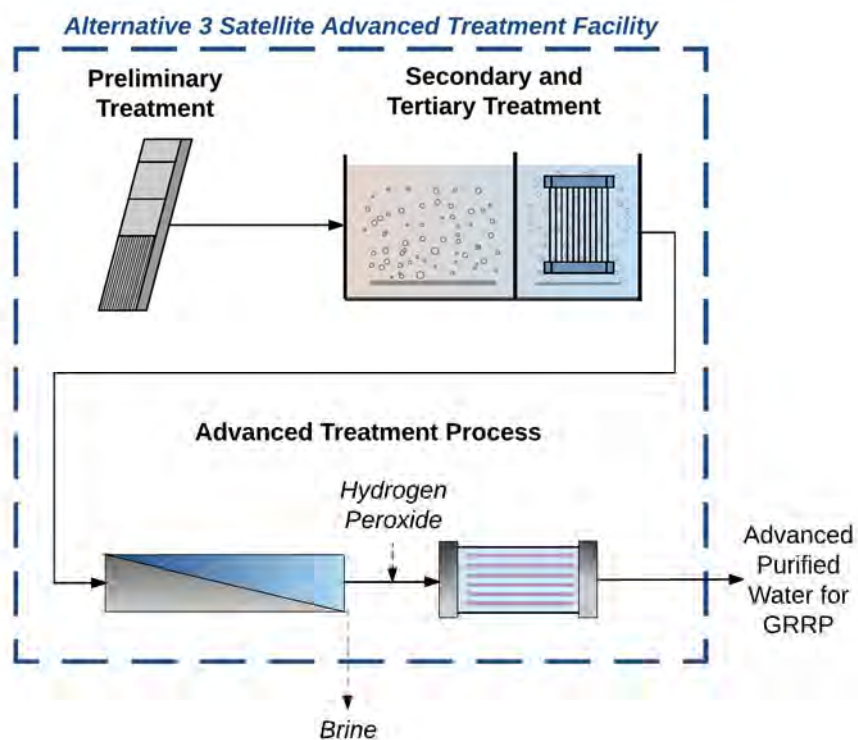 Alternative 3 Satellite Advanced Treatment Facility
Preliminary
Treatment
Secondary and
Tertiary Treatment
Advanced Treatment Process
Hydrogen
Peroxide
Advanced
Purified
Water for
GRRP
Brine